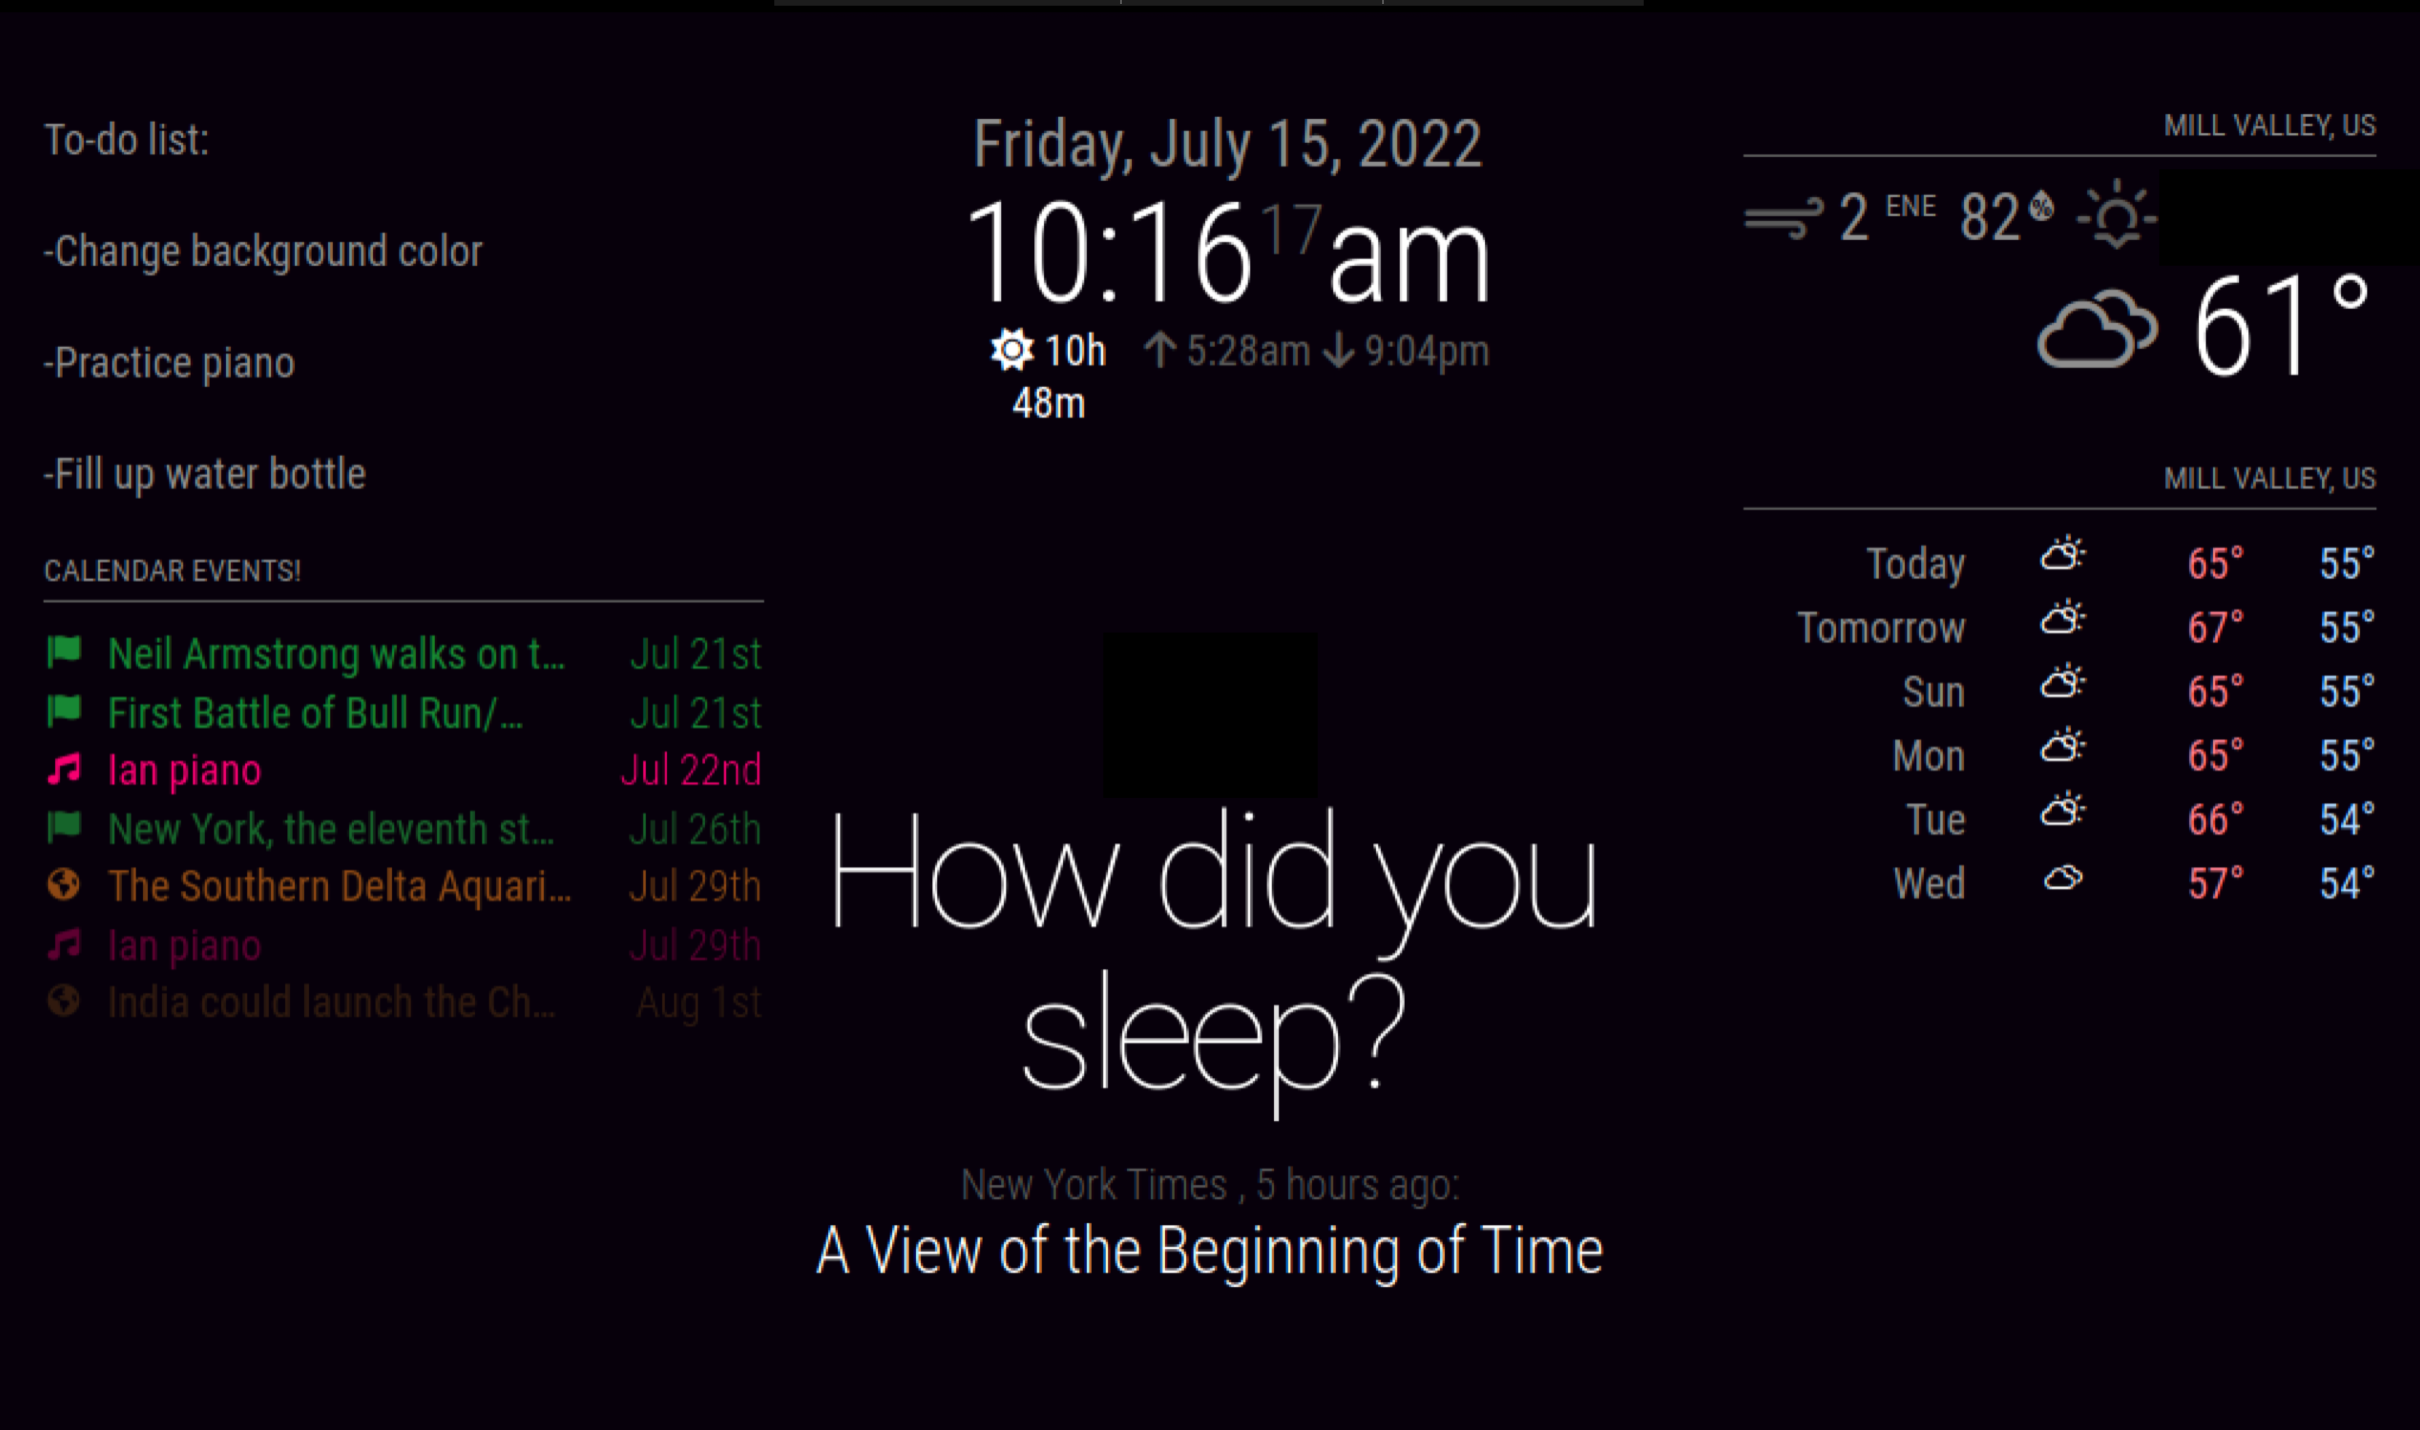 To-do list:
-Change background color
-Practice piano
-Fill up water bottle
CALENDAR EVENTS!
Neil Armstrong walks on t... Jul 21st
First Battle of Bull Run/... Jul 21st
Ian piano Jul 22nd
New York, the eleventh st... Jul 26th
The Southern Delta Aquari... Jul 29th
Ian piano Jul 29th
India could launch the Ch... Aug 1st
Friday, July 15, 2022
10:16 17 am
10h 5:28am 9:04pm
48m
How did you
sleep?
New York Times , 5 hours ago:
A View of the Beginning of Time
MILL VALLEY, US
2 ENE 82 %
61°
MILL VALLEY, US
Today 65° 55°
Tomorrow 67° 55°
Sun 65° 55°
Mon 65° 55°
Tue 66° 54°
Wed 57° 54°